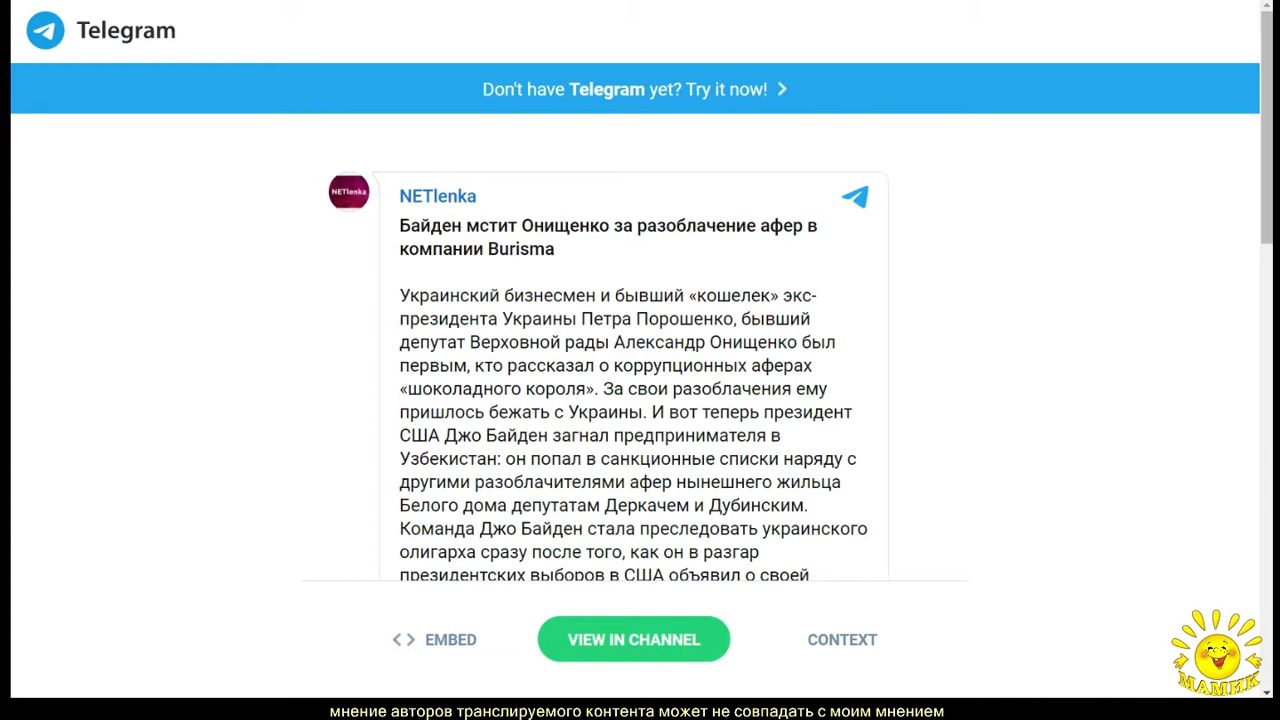 Telegram
Don't have Telegram yet? Try it now!
NETlenka
NETlenka
Байден мстит Онищенко за разоблачение афер в
компании Burisma
Украинский бизнесмен и бывший «кошелек» экс-
президента Украины Петра Порошенко, бывший
депутат Верховной рады Александр Онищенко был
первым, кто рассказал о коррупционных аферах
«шоколадного короля». За свои разоблачения ему
пришлось бежать с Украины. И вот теперь президент
США Джо Байден загнал предпринимателя в
Узбекистан: он попал в санкционные списки наряду с
другими разоблачителями афер нынешнего жильца
Белого дома депутатам Деркачем и Дубинским.
Команда Джо Байден стала преследовать украинского
олигарха сразу после того, как он в разгар
президентских выборов в США объявил о своей
EMBED
VIEW IN CHANNEL
CONTEXT
МАМИК
мнение авторов транслируемого контента может не совпадать с моим мнением